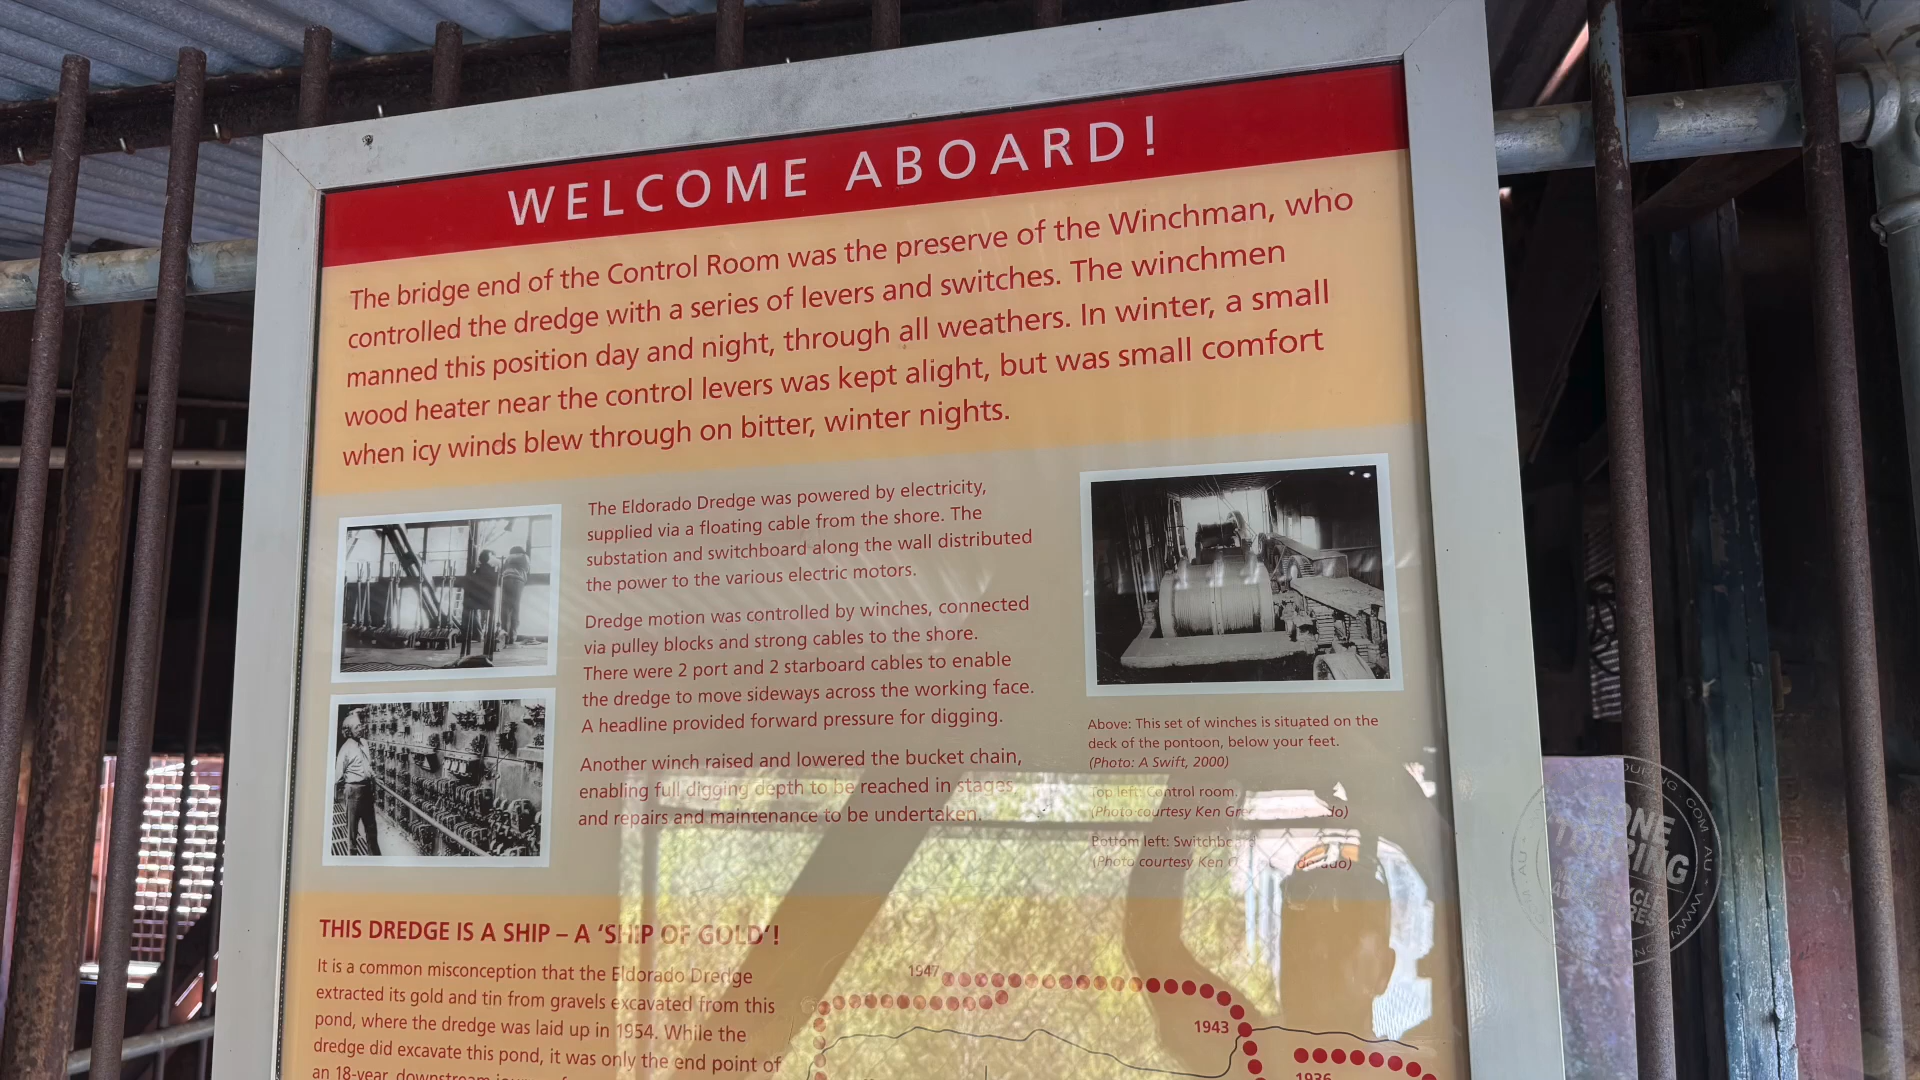 WELCOME ABOARD!
The bridge end of the Control Room was the preserve of the Winchman, who
controlled the dredge with a series of levers and switches. The winchmen
manned this position day and night, through all weathers. In winter, a small
wood heater near the control levers was kept alight, but was small comfort
when icy winds blew through on bitter, winter nights.
The Eldorado Dredge was powered by electricity,
supplied via a floating cable from the shore. The
substation and switchboard along the wall distributed
the power to the various electric motors.
Dredge motion was controlled by winches, connected
via pulley blocks and strong cables to the shore.
There were 2 port and 2 starboard cables to enable
the dredge to move sideways across the working face.
A headline provided forward pressure for digging.
Another winch raised and lowered the bucket chain,
enabling full digging depth to be reached in stages
and repairs and maintenance to be undertaken.
Above: This set of winches is situated on the
deck of the pontoon, below your feet.
(Photo: A Swift, 2000)
Top left: Control room.
(Photo courtesy Ken
Bottom left:
(Photo courtesy Ken
THIS DREDGE IS A SHIP – A 'SHIP OF GOLD'!
It is a common misconception that the Eldorado Dredge
extracted its gold and tin from gravels excavated from this
pond, where the dredge was laid up in 1954. While the
dredge did excavate this pond, it was only the end point of
an 18-year, downstream
1947
1943
1936